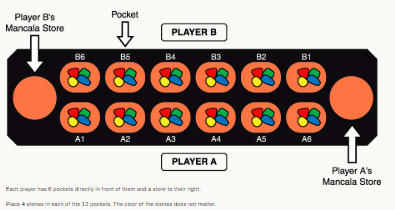 Player B's
Mancala Store
Pocket
PLAYER B
B6 B5 B4 B3 B2 B1
A1 A2 A3 A4 A5 A6
PLAYER A
Player A's
Mancala Store
Each player has 6 pockets directly in front of them and a store to their right.
Place 4 stones in each of the 12 pockets. The color of the stones does not matter.